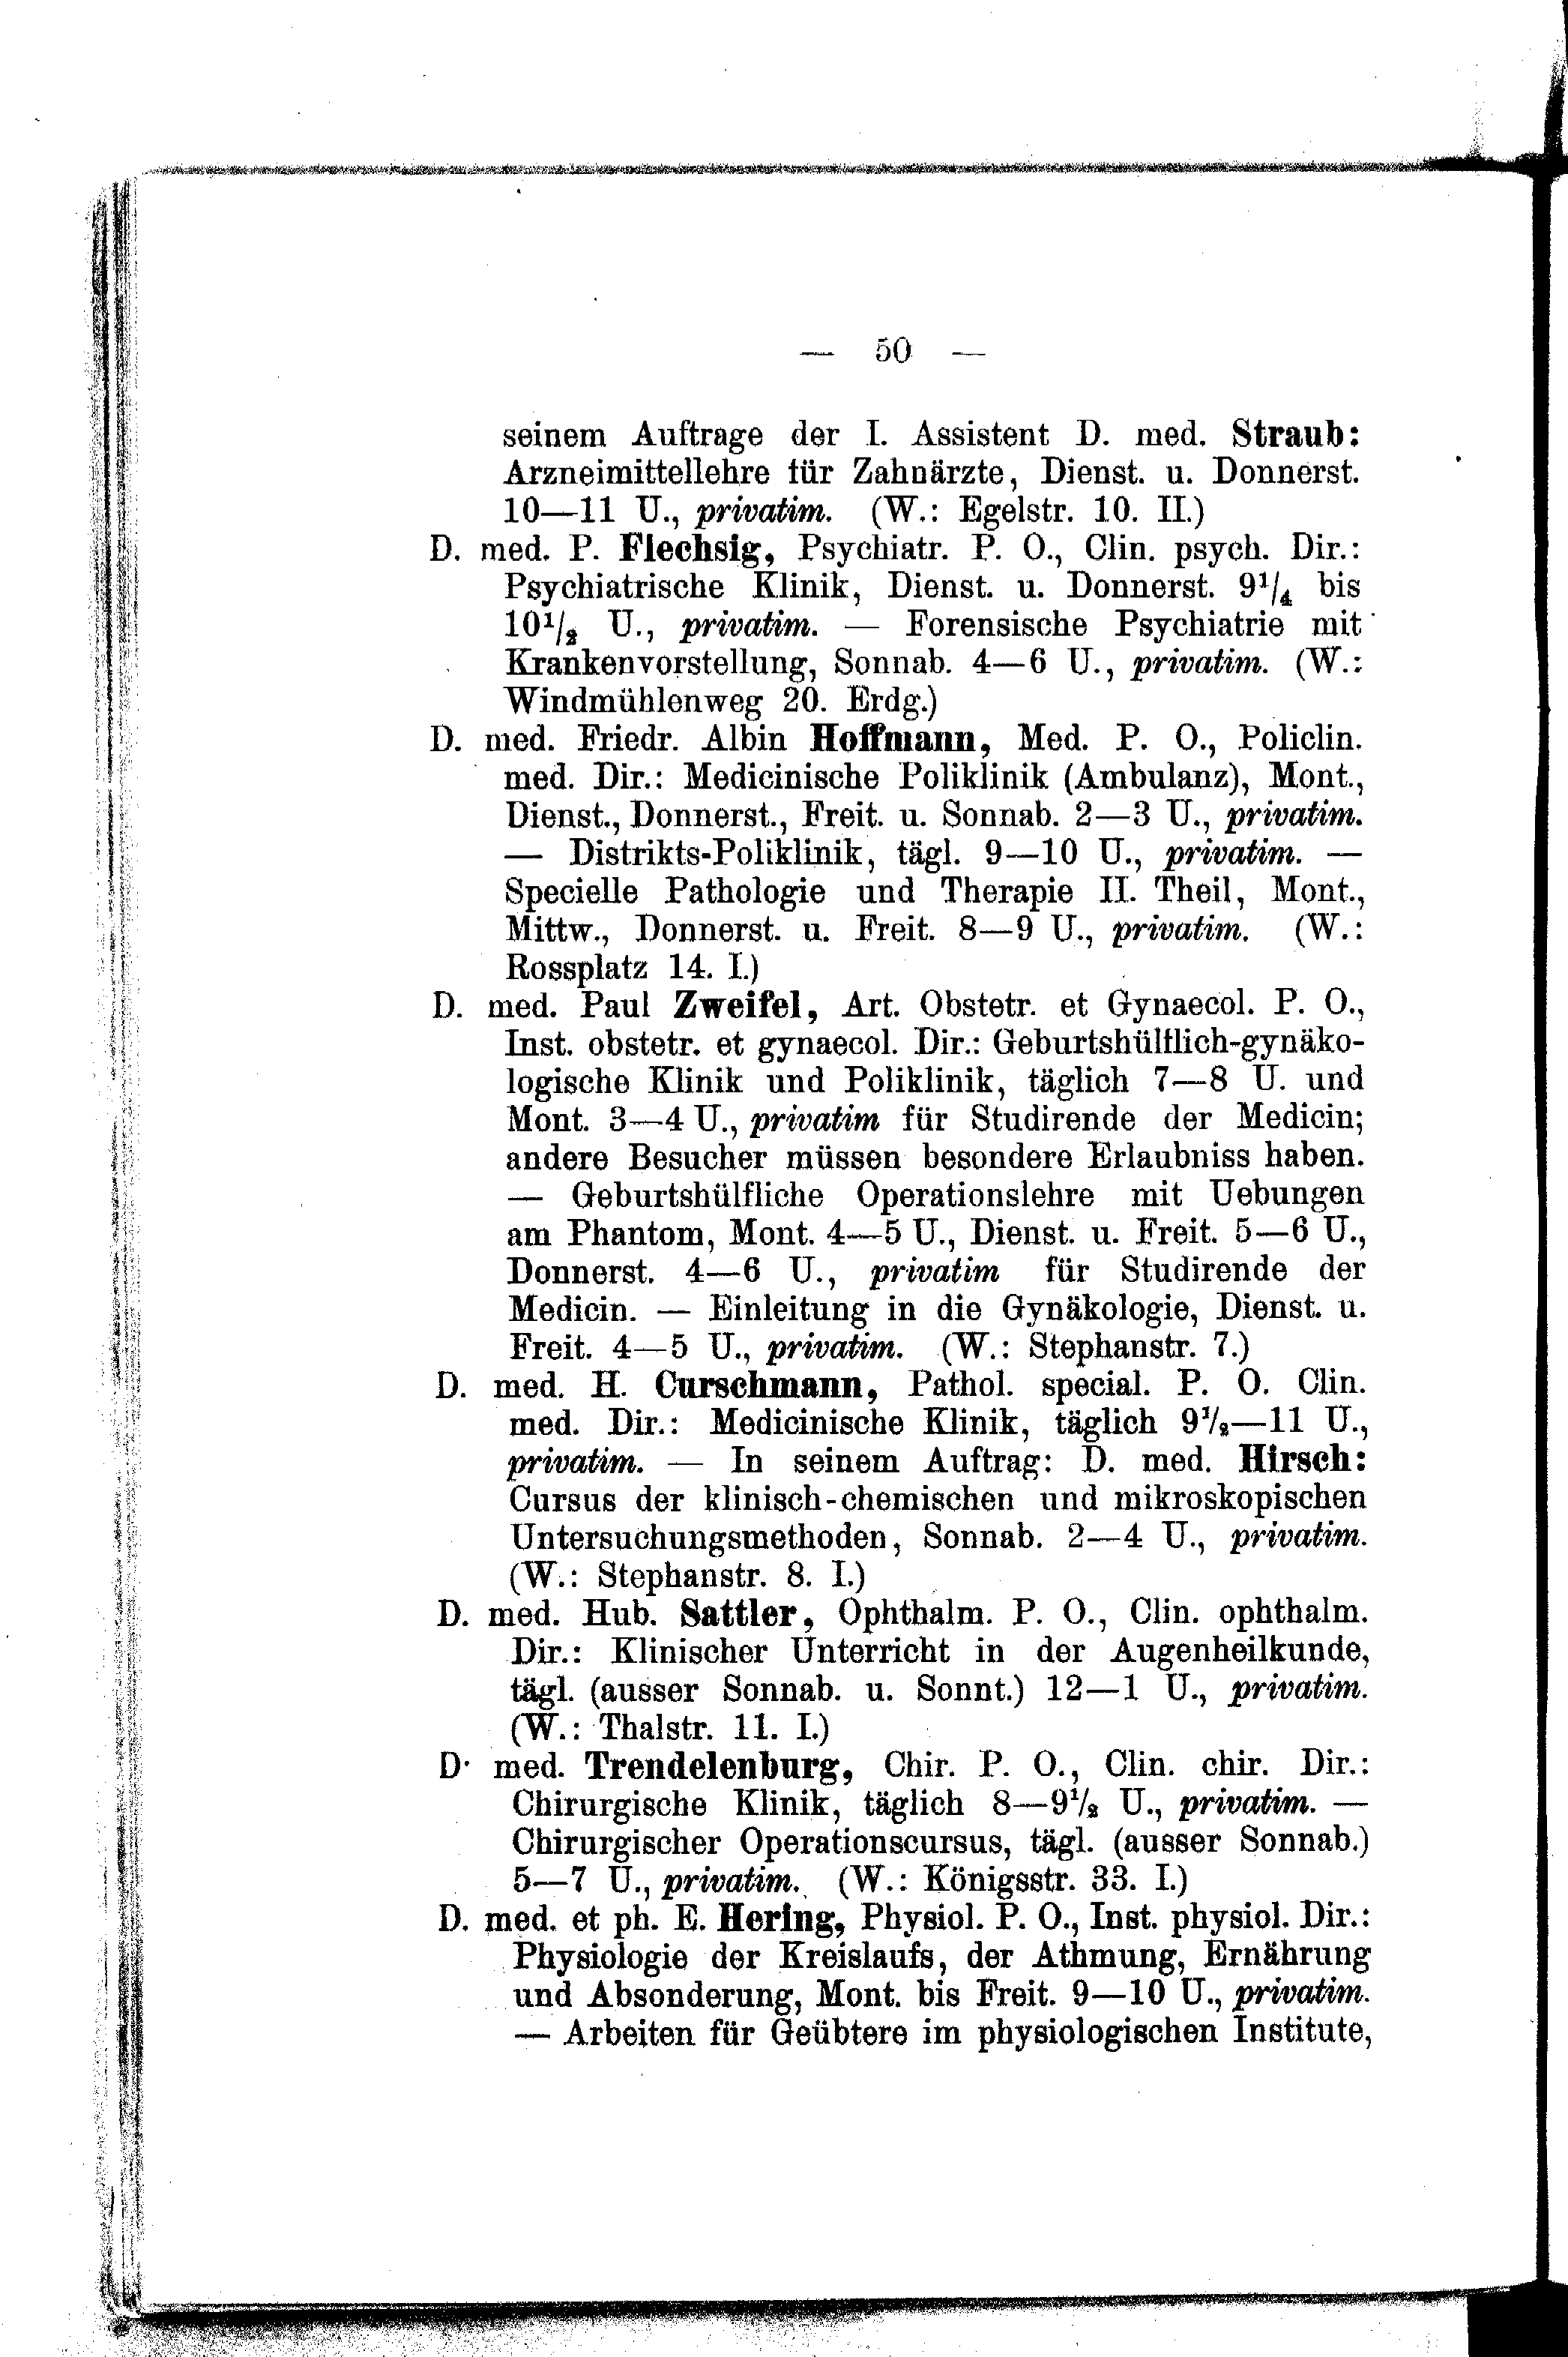 — 50 —
seinem Auftrage der I. Assistent D. med. Straub:
Arzneimittellehre für Zahnärzte, Dienst. u. Donnerst.
10—11 U., privatim. (W.: Egelstr. 10. II.)
D. med. P. Flechsig, Psychiatr. P. O., Clin. psych. Dir.:
Psychiatrische Klinik, Dienst. u. Donnerst. 9¹/₄ bis
10¹/₂ U., privatim. — Forensische Psychiatrie mit
Krankenvorstellung, Sonnab. 4—6 U., privatim. (W.:
Windmühlenweg 20. Erdg.)
D. med. Friedr. Albin Hoffmann, Med. P. O., Policlin.
med. Dir.: Medicinische Poliklinik (Ambulanz), Mont.,
Dienst., Donnerst., Freit. u. Sonnab. 2—3 U., privatim.
— Distrikts-Poliklinik, tägl. 9—10 U., privatim. —
Specielle Pathologie und Therapie II. Theil, Mont.,
Mittw., Donnerst. u. Freit. 8—9 U., privatim. (W.:
Rossplatz 14. I.)
D. med. Paul Zweifel, Art. Obstetr. et Gynaecol. P. O.,
Inst. obstetr. et gynaecol. Dir.: Geburtshülflich-gynäko-
logische Klinik und Poliklinik, täglich 7—8 U. und
Mont. 3—4 U., privatim für Studirende der Medicin;
andere Besucher müssen besondere Erlaubniss haben.
— Geburtshülfliche Operationslehre mit Uebungen
am Phantom, Mont. 4—5 U., Dienst. u. Freit. 5—6 U.,
Donnerst. 4—6 U., privatim für Studirende der
Medicin. — Einleitung in die Gynäkologie, Dienst. u.
Freit. 4—5 U., privatim. (W.: Stephanstr. 7.)
D. med. H. Curschmann, Pathol. special. P. O. Clin.
med. Dir.: Medicinische Klinik, täglich 9¹/₂—11 U.,
privatim. — In seinem Auftrag: D. med. Hirsch:
Cursus der klinisch-chemischen und mikroskopischen
Untersuchungsmethoden, Sonnab. 2—4 U., privatim.
(W.: Stephanstr. 8. I.)
D. med. Hub. Sattler, Ophthalm. P. O., Clin. ophthalm.
Dir.: Klinischer Unterricht in der Augenheilkunde,
tägl. (ausser Sonnab. u. Sonnt.) 12—1 U., privatim.
(W.: Thalstr. 11. I.)
D· med. Trendelenburg, Chir. P. O., Clin. chir. Dir.:
Chirurgische Klinik, täglich 8—9¹/₂ U., privatim. —
Chirurgischer Operationscursus, tägl. (ausser Sonnab.)
5—7 U., privatim. (W.: Königsstr. 33. I.)
D. med. et ph. E. Hering, Physiol. P. O., Inst. physiol. Dir.:
Physiologie der Kreislaufs, der Athmung, Ernährung
und Absonderung, Mont. bis Freit. 9—10 U., privatim.
— Arbeiten für Geübtere im physiologischen Institute,